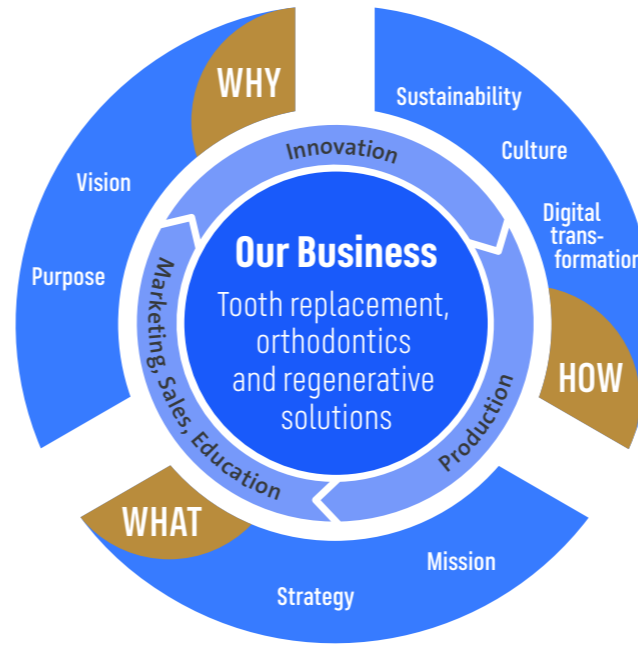 WHY
Vision
Purpose
Sustainability
Culture
Digital
trans-
formation
HOW
Innovation
Production
Marketing, Sales, Education
Our Business
Tooth replacement,
orthodontics
and regenerative
solutions
WHAT
Mission
Strategy